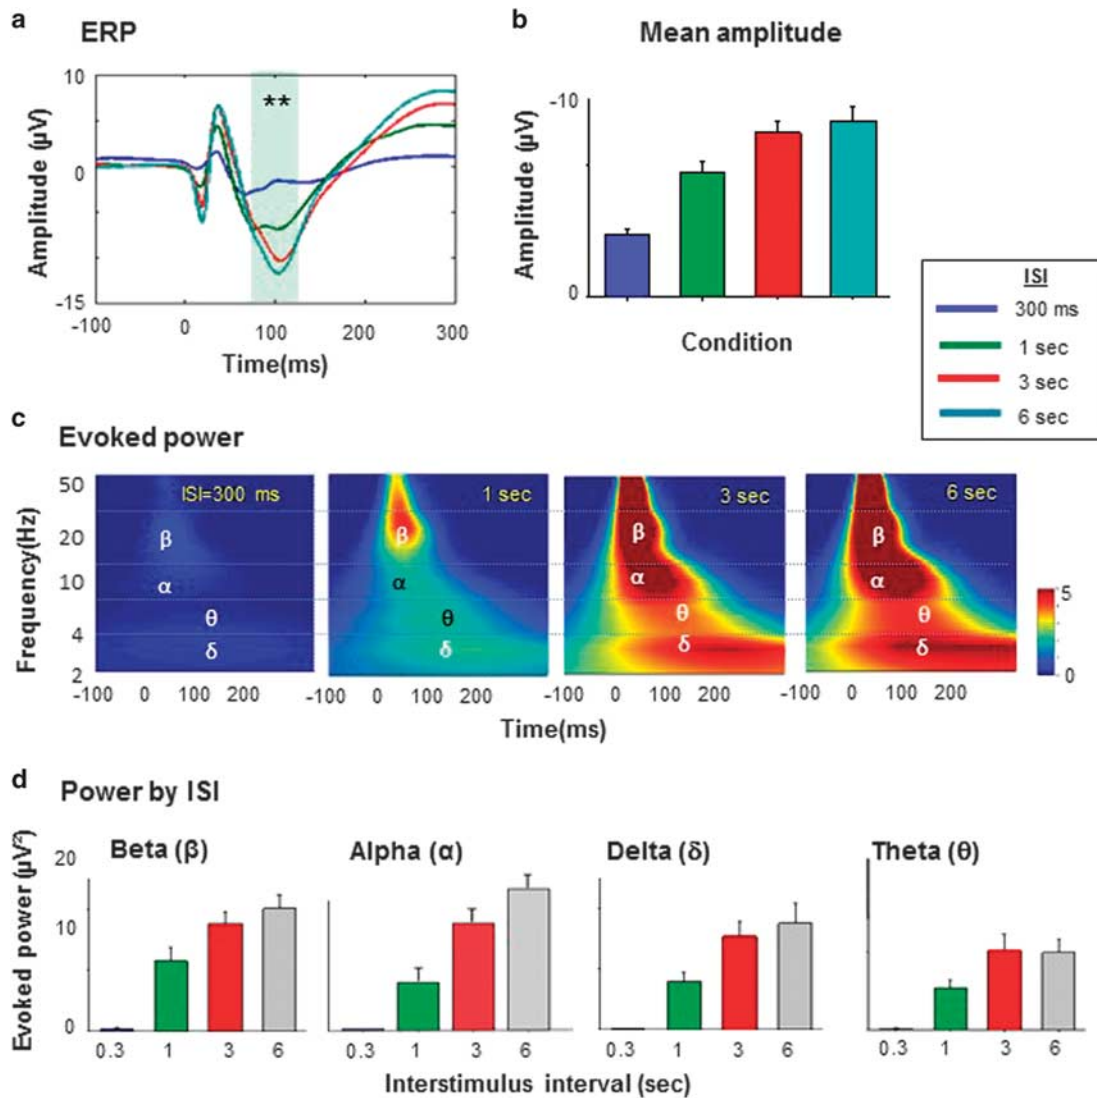 a ERP
Amplitude (µV)
10
0
-15
**
-100 0 100 200 300
Time(ms)
b Mean amplitude
Amplitude (µV)
-10
0
Condition
ISI
300 ms
1 sec
3 sec
6 sec
c Evoked power
Frequency(Hz)
50
20
10
4
2
ISI=300 ms
β
α
θ
δ
1 sec
β
α
θ
δ
3 sec
β
α
θ
δ
6 sec
β
α
θ
δ
5
0
-100 0 100 200
-100 0 100 200
-100 0 100 200
-100 0 100 200
Time(ms)
d Power by ISI
Evoked power (µV²)
20
10
0
Beta (β)
0.3 1 3 6
Alpha (α)
0.3 1 3 6
Delta (δ)
0.3 1 3 6
Theta (θ)
0.3 1 3 6
Interstimulus interval (sec)